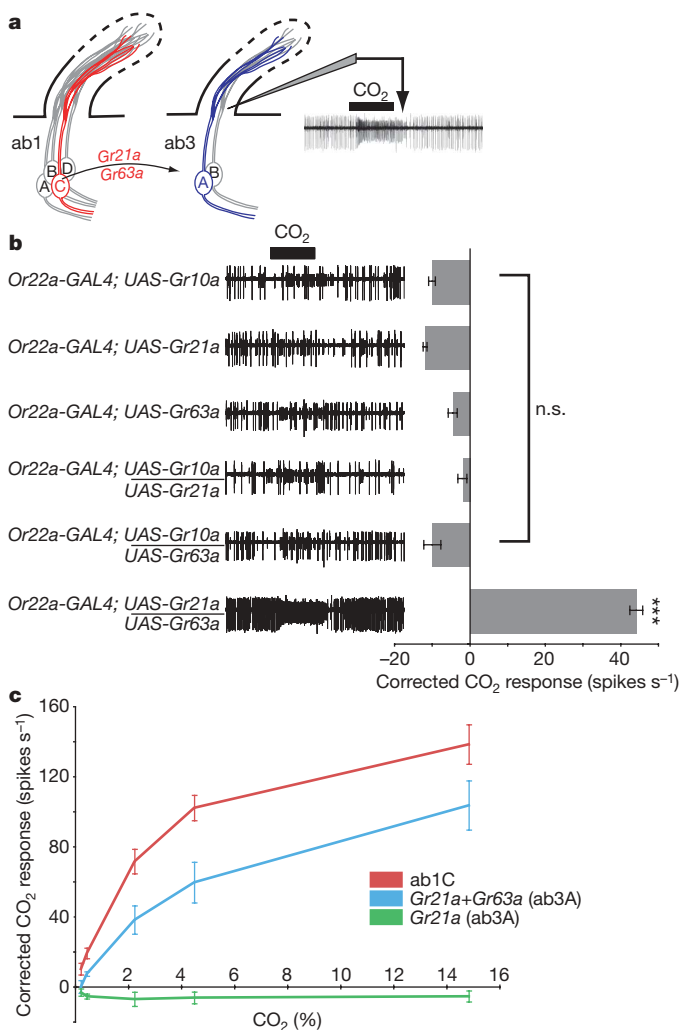 a
ab1
B D
A C
Gr21a
Gr63a
ab3
B
A
CO2
b
CO2
Or22a-GAL4; UAS-Gr10a
Or22a-GAL4; UAS-Gr21a
Or22a-GAL4; UAS-Gr63a
Or22a-GAL4; UAS-Gr10a
UAS-Gr21a
Or22a-GAL4; UAS-Gr10a
UAS-Gr63a
Or22a-GAL4; UAS-Gr21a
UAS-Gr63a
n.s.
***
–20 0 20 40
Corrected CO2 response (spikes s–1)
c
Corrected CO2 response (spikes s–1)
160
120
80
40
0
ab1C
Gr21a+Gr63a (ab3A)
Gr21a (ab3A)
2 4 6 8 10 12 14 16
CO2 (%)